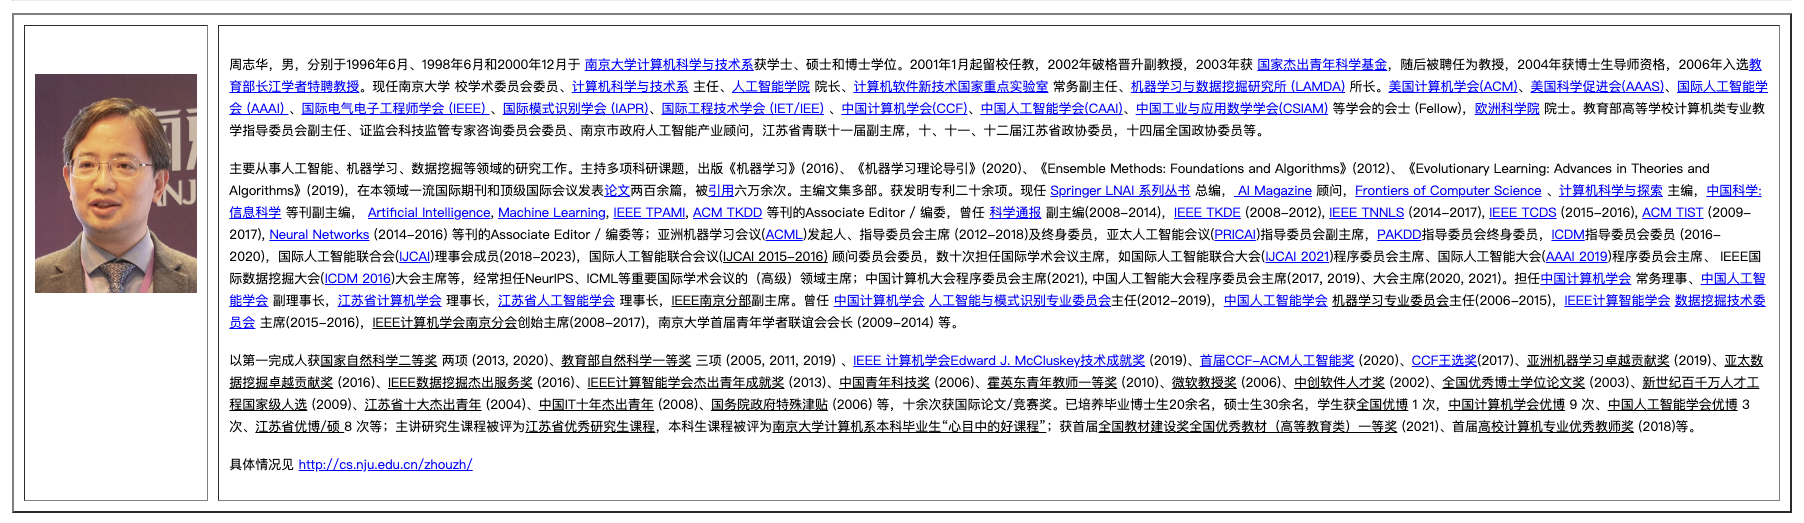 周志华，男，分别于1996年6月、1998年6月和2000年12月于 南京大学计算机科学与技术系获学士、硕士和博士学位。2001年1月起留校任教，2002年破格晋升副教授，2003年获 国家杰出青年科学基金，随后被聘任为教授，2004年获博士生导师资格，2006年入选教
育部长江学者特聘教授。现任南京大学 校学术委员会委员、计算机科学与技术系 主任、人工智能学院 院长、计算机软件新技术国家重点实验室 常务副主任、机器学习与数据挖掘研究所 (LAMDA) 所长。美国计算机学会(ACM)、美国科学促进会(AAAS)、国际人工智能学
会 (AAAI) 、国际电气电子工程师学会 (IEEE) 、国际模式识别学会 (IAPR)、国际工程技术学会 (IET/IEE) 、中国计算机学会(CCF)、中国人工智能学会(CAAI)、中国工业与应用数学学会(CSIAM) 等学会的会士 (Fellow)，欧洲科学院 院士。教育部高等学校计算机类专业教
学指导委员会副主任、证监会科技监管专家咨询委员会委员、南京市政府人工智能产业顾问，江苏省青联十一届副主席，十、十一、十二届江苏省政协委员，十四届全国政协委员等。
主要从事人工智能、机器学习、数据挖掘等领域的研究工作。主持多项科研课题，出版《机器学习》(2016)、《机器学习理论导引》(2020)、《Ensemble Methods: Foundations and Algorithms》(2012)、《Evolutionary Learning: Advances in Theories and
Algorithms》(2019)，在本领域一流国际期刊和顶级国际会议发表论文两百余篇，被引用六万余次。主编文集多部。获发明专利二十余项。现任 Springer LNAI 系列丛书 总编， AI Magazine 顾问，Frontiers of Computer Science 、计算机科学与探索 主编，中国科学:
信息科学 等刊副主编， Artificial Intelligence, Machine Learning, IEEE TPAMI, ACM TKDD 等刊的Associate Editor / 编委，曾任 科学通报 副主编(2008-2014)，IEEE TKDE (2008-2012), IEEE TNNLS (2014-2017), IEEE TCDS (2015-2016), ACM TIST (2009-
2017), Neural Networks (2014-2016) 等刊的Associate Editor / 编委等；亚洲机器学习会议(ACML)发起人、指导委员会主席 (2012-2018)及终身委员，亚太人工智能会议(PRICAI)指导委员会副主席，PAKDD指导委员会终身委员，ICDM指导委员会委员 (2016-
2020)，国际人工智能联合会(IJCAI)理事会成员(2018-2023)，国际人工智能联合会议(IJCAI 2015-2016) 顾问委员会委员，数十次担任国际学术会议主席，如国际人工智能联合大会(IJCAI 2021)程序委员会主席、国际人工智能大会(AAAI 2019)程序委员会主席、 IEEE国
际数据挖掘大会(ICDM 2016)大会主席等，经常担任NeurIPS、ICML等重要国际学术会议的（高级）领域主席；中国计算机大会程序委员会主席(2021), 中国人工智能大会程序委员会主席(2017, 2019)、大会主席(2020, 2021)。担任中国计算机学会 常务理事、中国人工智
能学会 副理事长，江苏省计算机学会 理事长，江苏省人工智能学会 理事长，IEEE南京分部副主席。曾任 中国计算机学会 人工智能与模式识别专业委员会主任(2012-2019)，中国人工智能学会 机器学习专业委员会主任(2006-2015)，IEEE计算智能学会 数据挖掘技术委
员会 主席(2015-2016)，IEEE计算机学会南京分会创始主席(2008-2017)，南京大学首届青年学者联谊会会长 (2009-2014) 等。
以第一完成人获国家自然科学二等奖 两项 (2013, 2020)、教育部自然科学一等奖 三项 (2005, 2011, 2019) 、IEEE 计算机学会Edward J. McCluskey技术成就奖 (2019)、首届CCF-ACM人工智能奖 (2020)、CCF王选奖(2017)、亚洲机器学习卓越贡献奖 (2019)、亚太数
据挖掘卓越贡献奖 (2016)、IEEE数据挖掘杰出服务奖 (2016)、IEEE计算智能学会杰出青年成就奖 (2013)、中国青年科技奖 (2006)、霍英东青年教师一等奖 (2010)、微软教授奖 (2006)、中创软件人才奖 (2002)、全国优秀博士学位论文奖 (2003)、新世纪百千万人才工
程国家级人选 (2009)、江苏省十大杰出青年 (2004)、中国IT十年杰出青年 (2008)、国务院政府特殊津贴 (2006) 等，十余次获国际论文/竞赛奖。已培养毕业博士生20余名，硕士生30余名，学生获全国优博 1 次，中国计算机学会优博 9 次、中国人工智能学会优博 3
次、江苏省优博/硕 8 次等；主讲研究生课程被评为江苏省优秀研究生课程，本科生课程被评为南京大学计算机系本科毕业生“心目中的好课程”；获首届全国教材建设奖全国优秀教材（高等教育类）一等奖 (2021)、首届高校计算机专业优秀教师奖 (2018)等。
具体情况见 http://cs.nju.edu.cn/zhouzh/